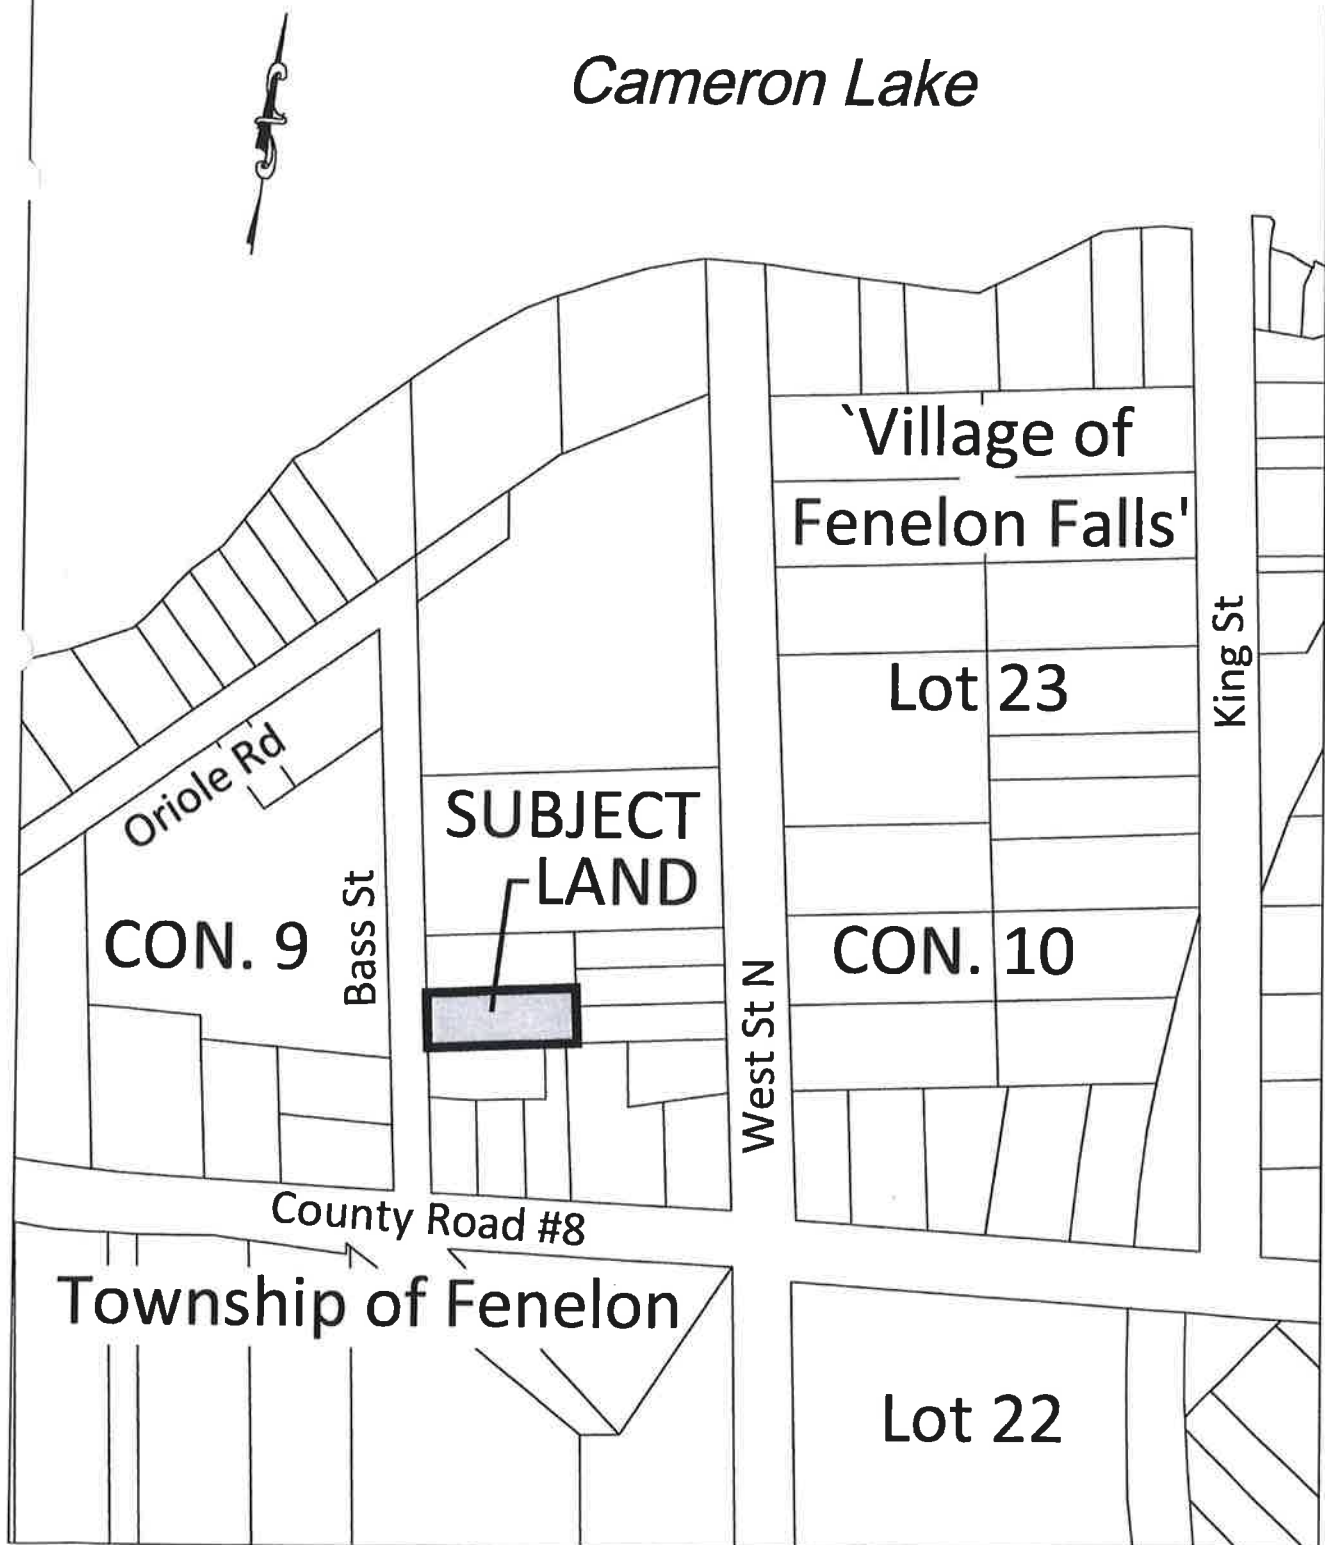 Cameron Lake
`Village of
Fenelon Falls'
King St
Lot 23
Oriole Rd
SUBJECT
LAND
Bass St
CON. 9
CON. 10
West St N
County Road #8
Township of Fenelon
Lot 22